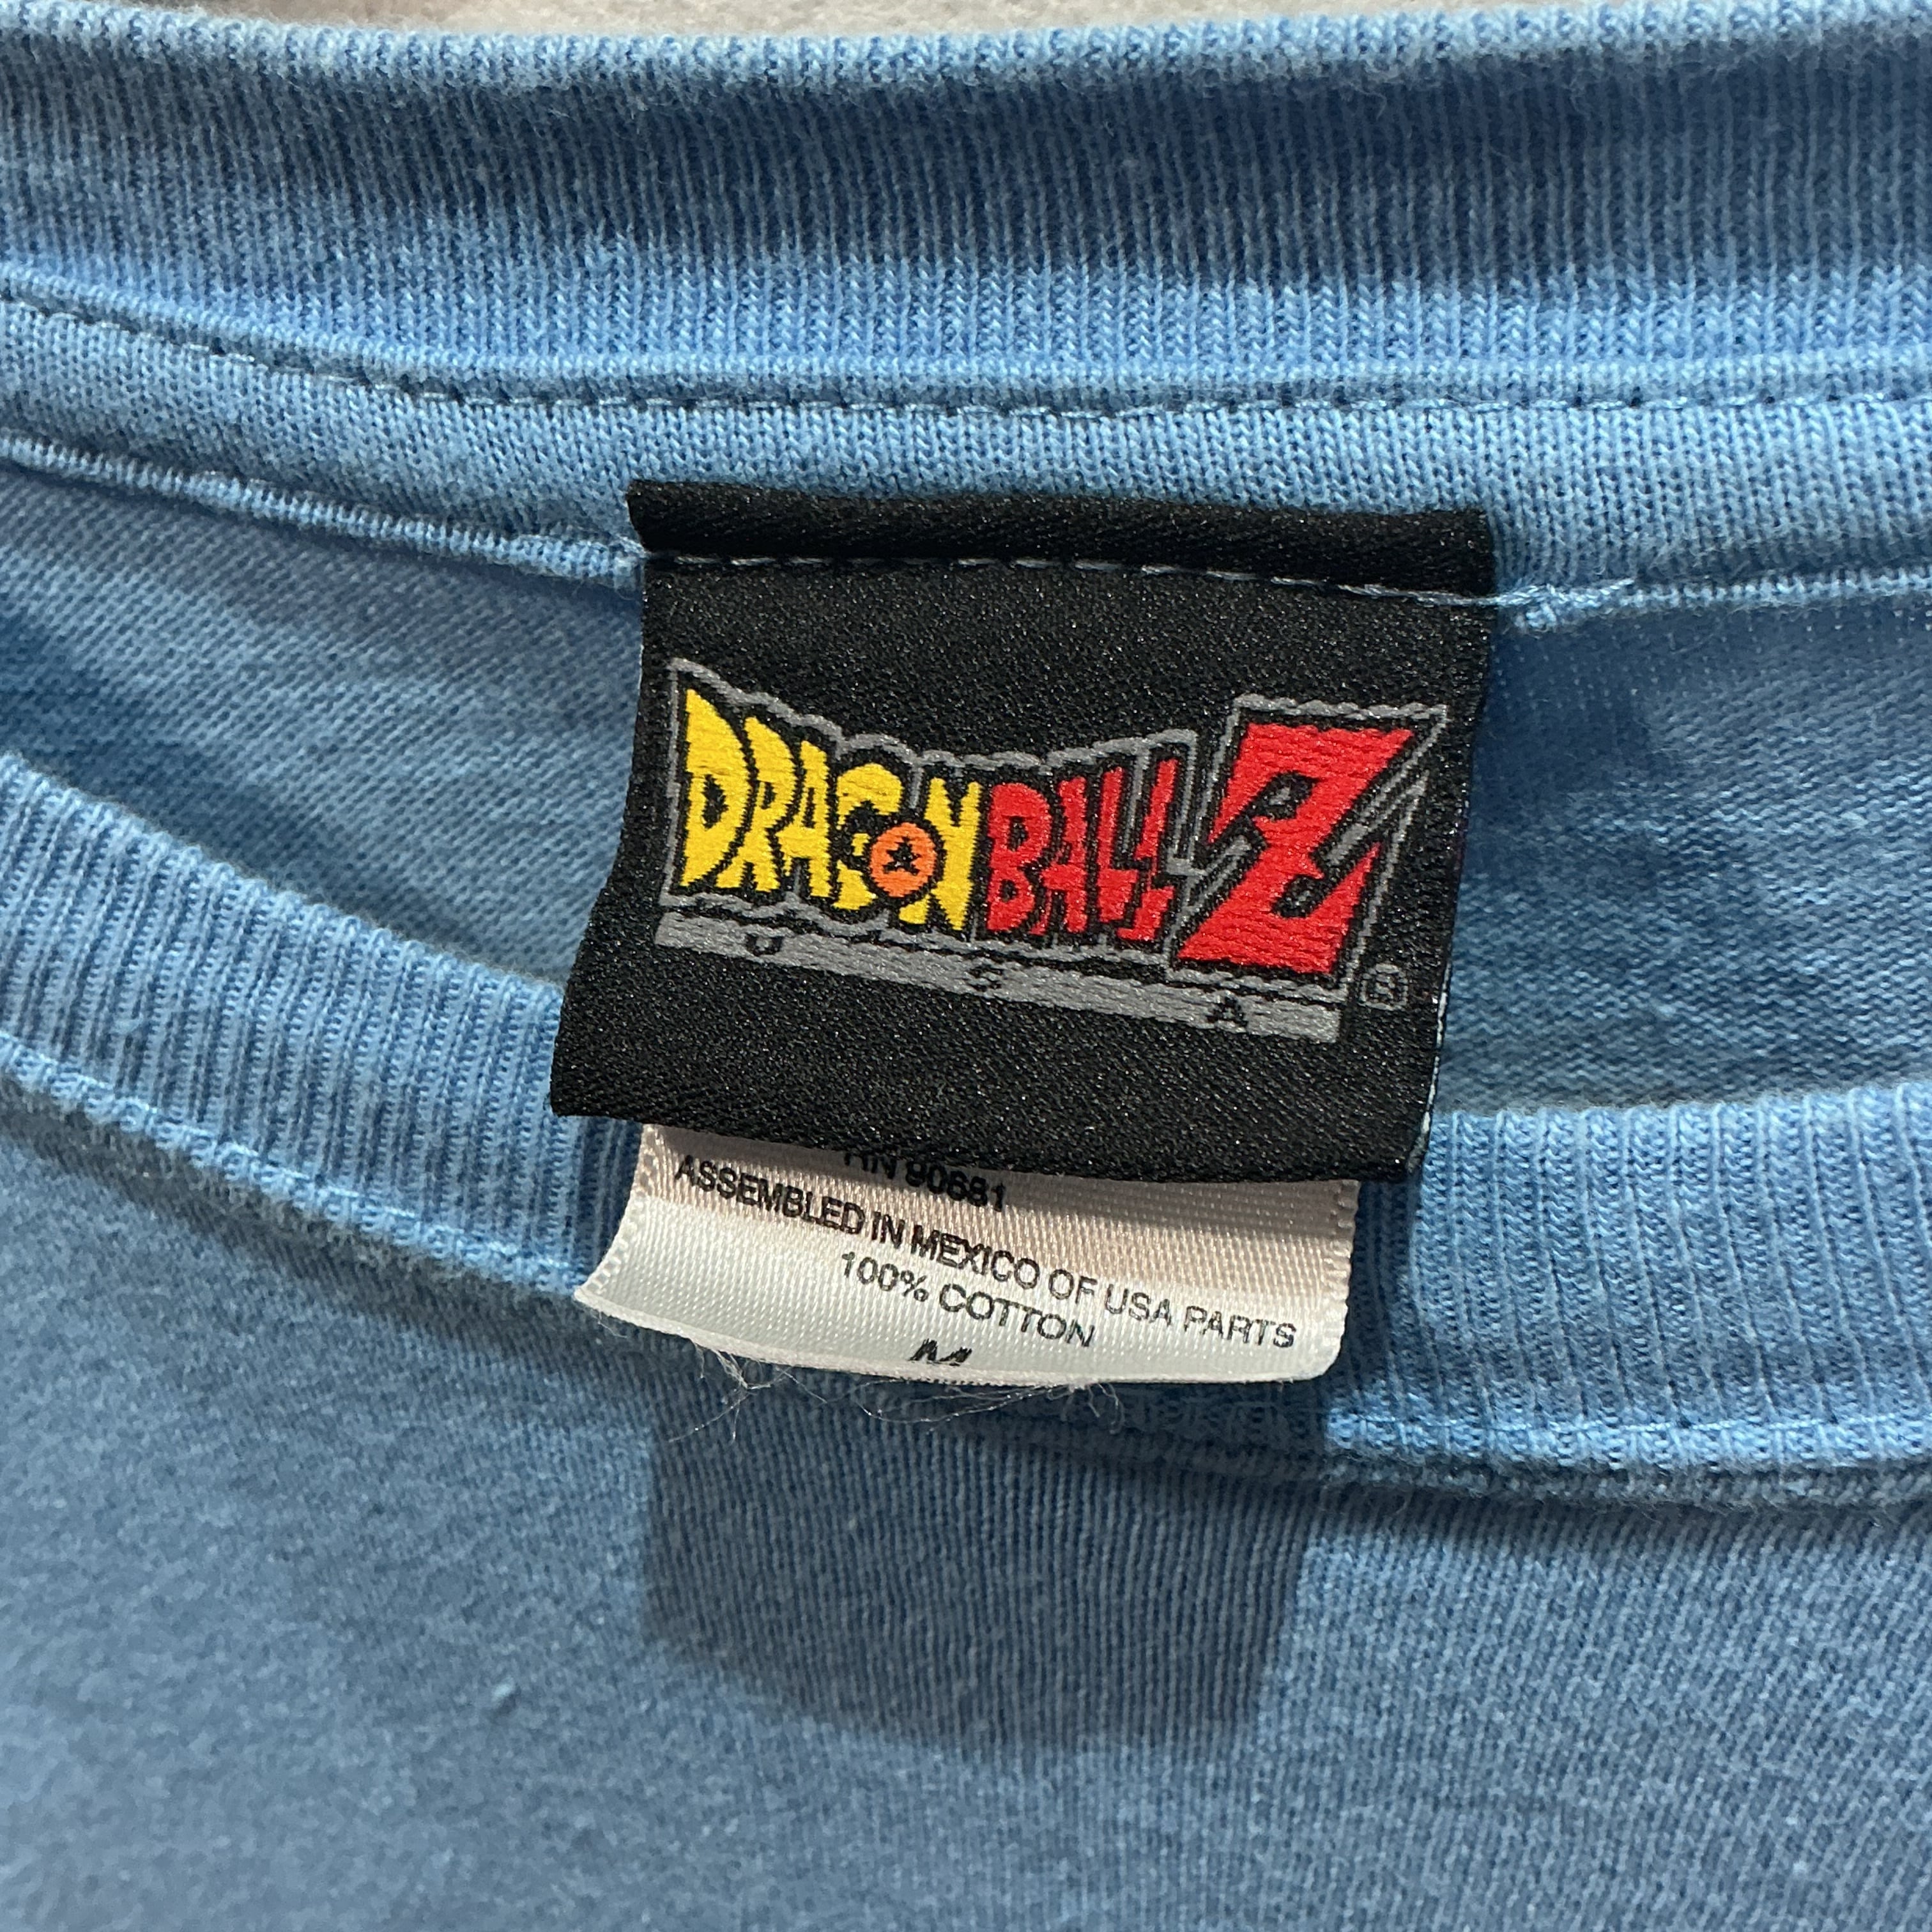 DRAGON BALL Z
USA ®
RN 90681
ASSEMBLED IN MEXICO OF USA PARTS
100% COTTON
M